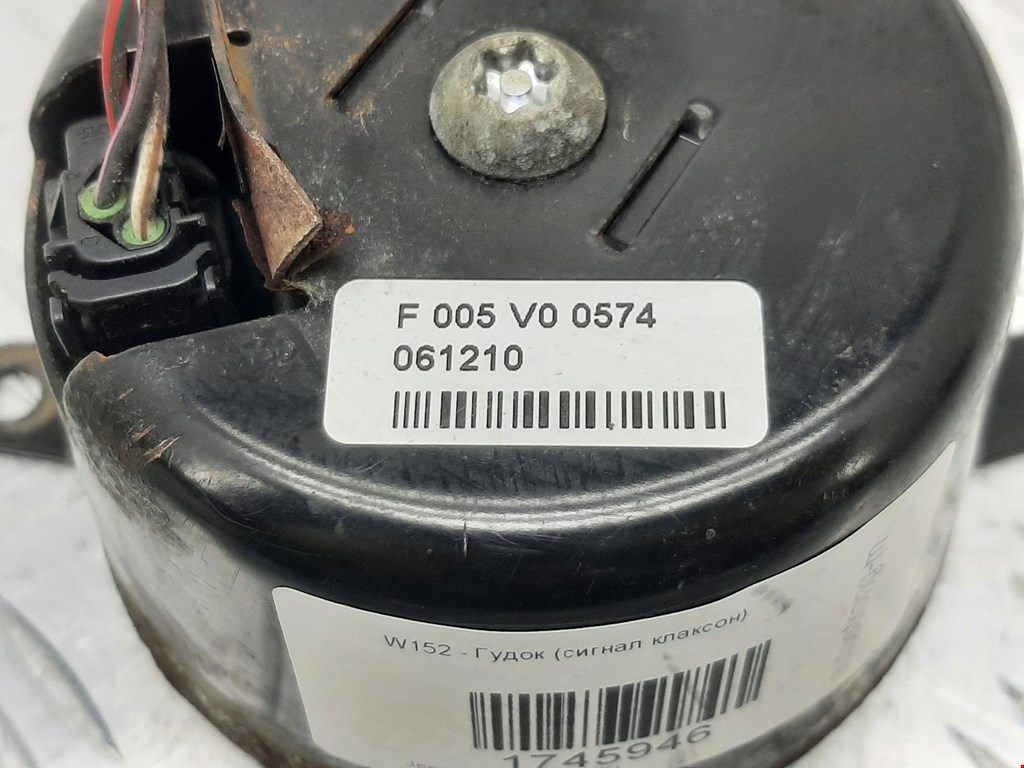 F 005 V0 0574
061210
W152 - Гудок (сигнал клаксон)
1745946